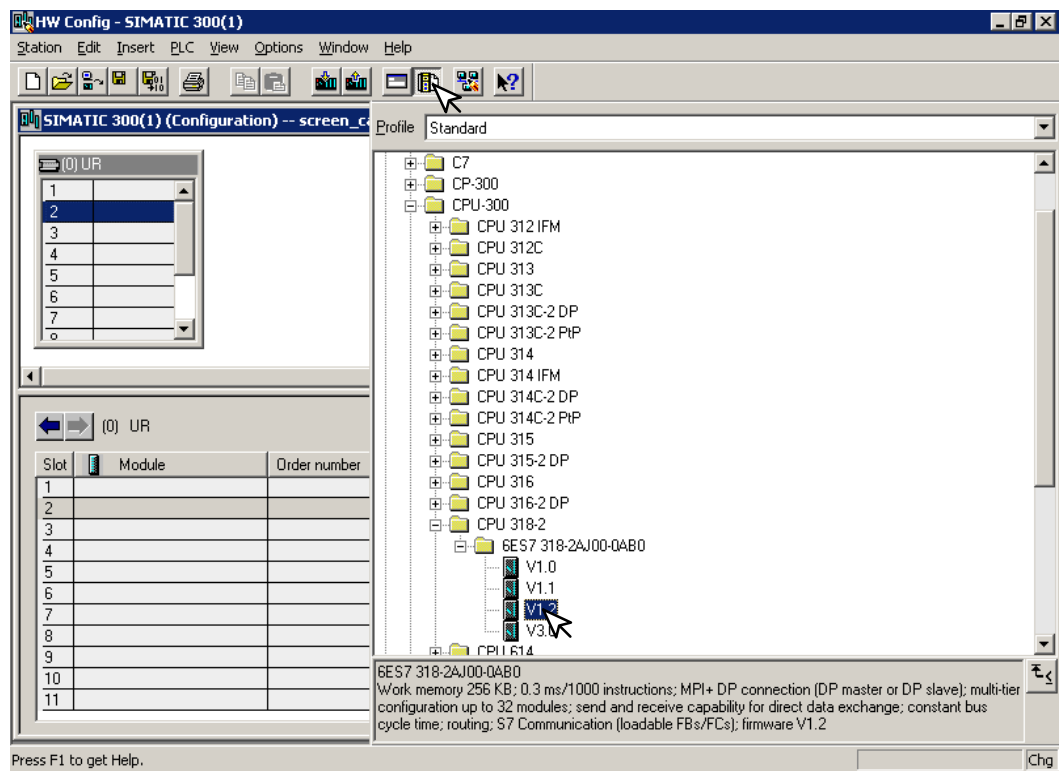 HW Config - SIMATIC 300(1)
Station Edit Insert PLC View Options Window Help
SIMATIC 300(1) (Configuration) -- screen_ca
(0) UR
1
2
3
4
5
6
7
Profile Standard
C7
CP-300
CPU-300
CPU 312 IFM
CPU 312C
CPU 313
CPU 313C
CPU 313C-2 DP
CPU 313C-2 PtP
CPU 314
CPU 314 IFM
CPU 314C-2 DP
CPU 314C-2 PtP
CPU 315
CPU 315-2 DP
CPU 316
CPU 316-2 DP
CPU 318-2
6ES7 318-2AJ00-0AB0
V1.0
V1.1
V1.2
V3.0
CPU 614
(0) UR
Slot Module Order number
1
2
3
4
5
6
7
8
9
10
11
6ES7 318-2AJ00-0AB0
Work memory 256 KB; 0.3 ms/1000 instructions; MPI+ DP connection (DP master or DP slave); multi-tier
configuration up to 32 modules; send and receive capability for direct data exchange; constant bus
cycle time; routing; S7 Communication (loadable FBs/FCs); firmware V1.2
Press F1 to get Help.
Chg